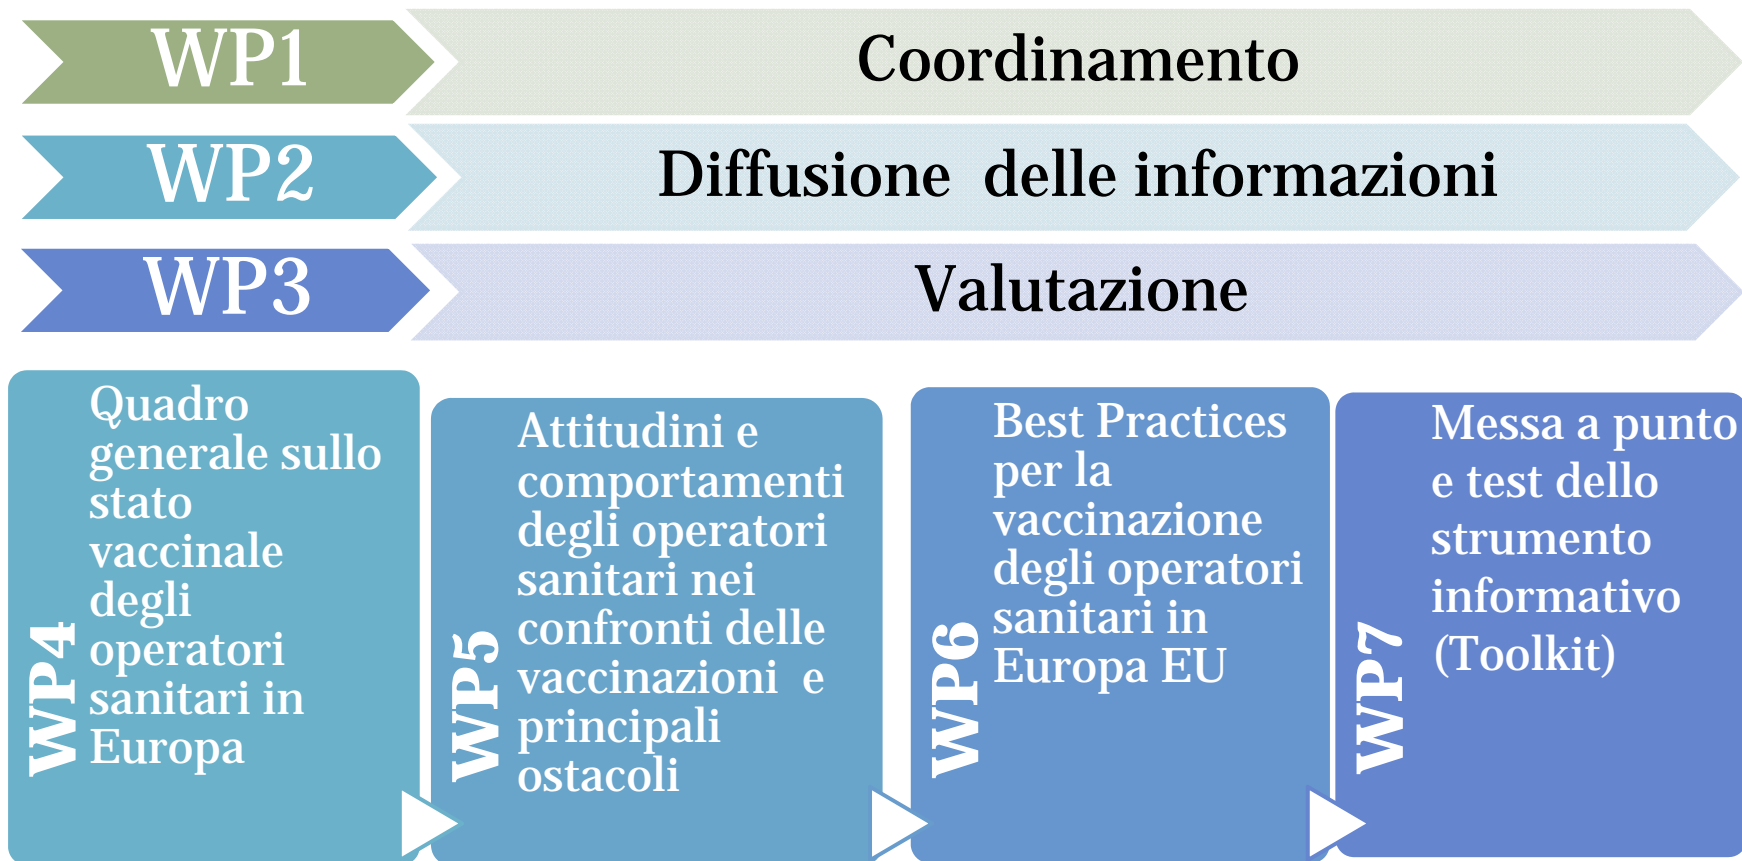 WP1
Coordinamento
WP2
Diffusione  delle informazioni
WP3
Valutazione
WP4
Quadro
generale sullo
stato
vaccinale
degli
operatori
sanitari in
Europa
WP5
Attitudini e
comportamenti
degli operatori
sanitari nei
confronti delle
vaccinazioni  e
principali
ostacoli
WP6
Best Practices
per la
vaccinazione
degli operatori
sanitari in
Europa EU
WP7
Messa a punto
e test dello
strumento
informativo
(Toolkit)